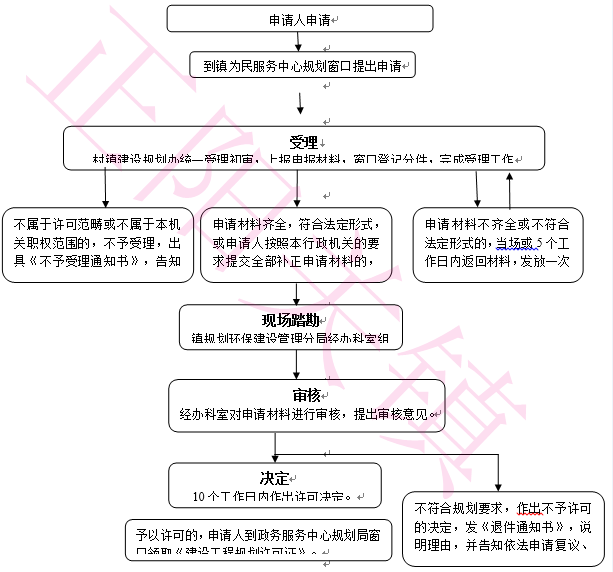 申请人申请
到镇为民服务中心规划窗口提出申请
受理
村镇建设规划办统一受理初审，上报申报材料，窗口登记分件，完成受理工作
不属于许可范畴或不属于本机
关职权范围的，不予受理，出
具《不予受理通知书》，告知
申请材料齐全，符合法定形式，
或申请人按照本行政机关的要
求提交全部补正申请材料的，
申请材料不齐全或不符合
法定形式的，当场或 5 个工
作日内返回材料，发放一次
现场踏勘
镇规划环保建设管理分局经办科室组
审核
经办科室对申请材料进行审核，提出审核意见。
决定
10 个工作日内作出许可决定。
不符合规划要求，作出不予许可
的决定，发《退件通知书》，说
明理由，并告知依法申请复议、
予以许可的，申请人到政务服务中心规划局窗
口领取《建设工程规划许可证》。
正阳关镇